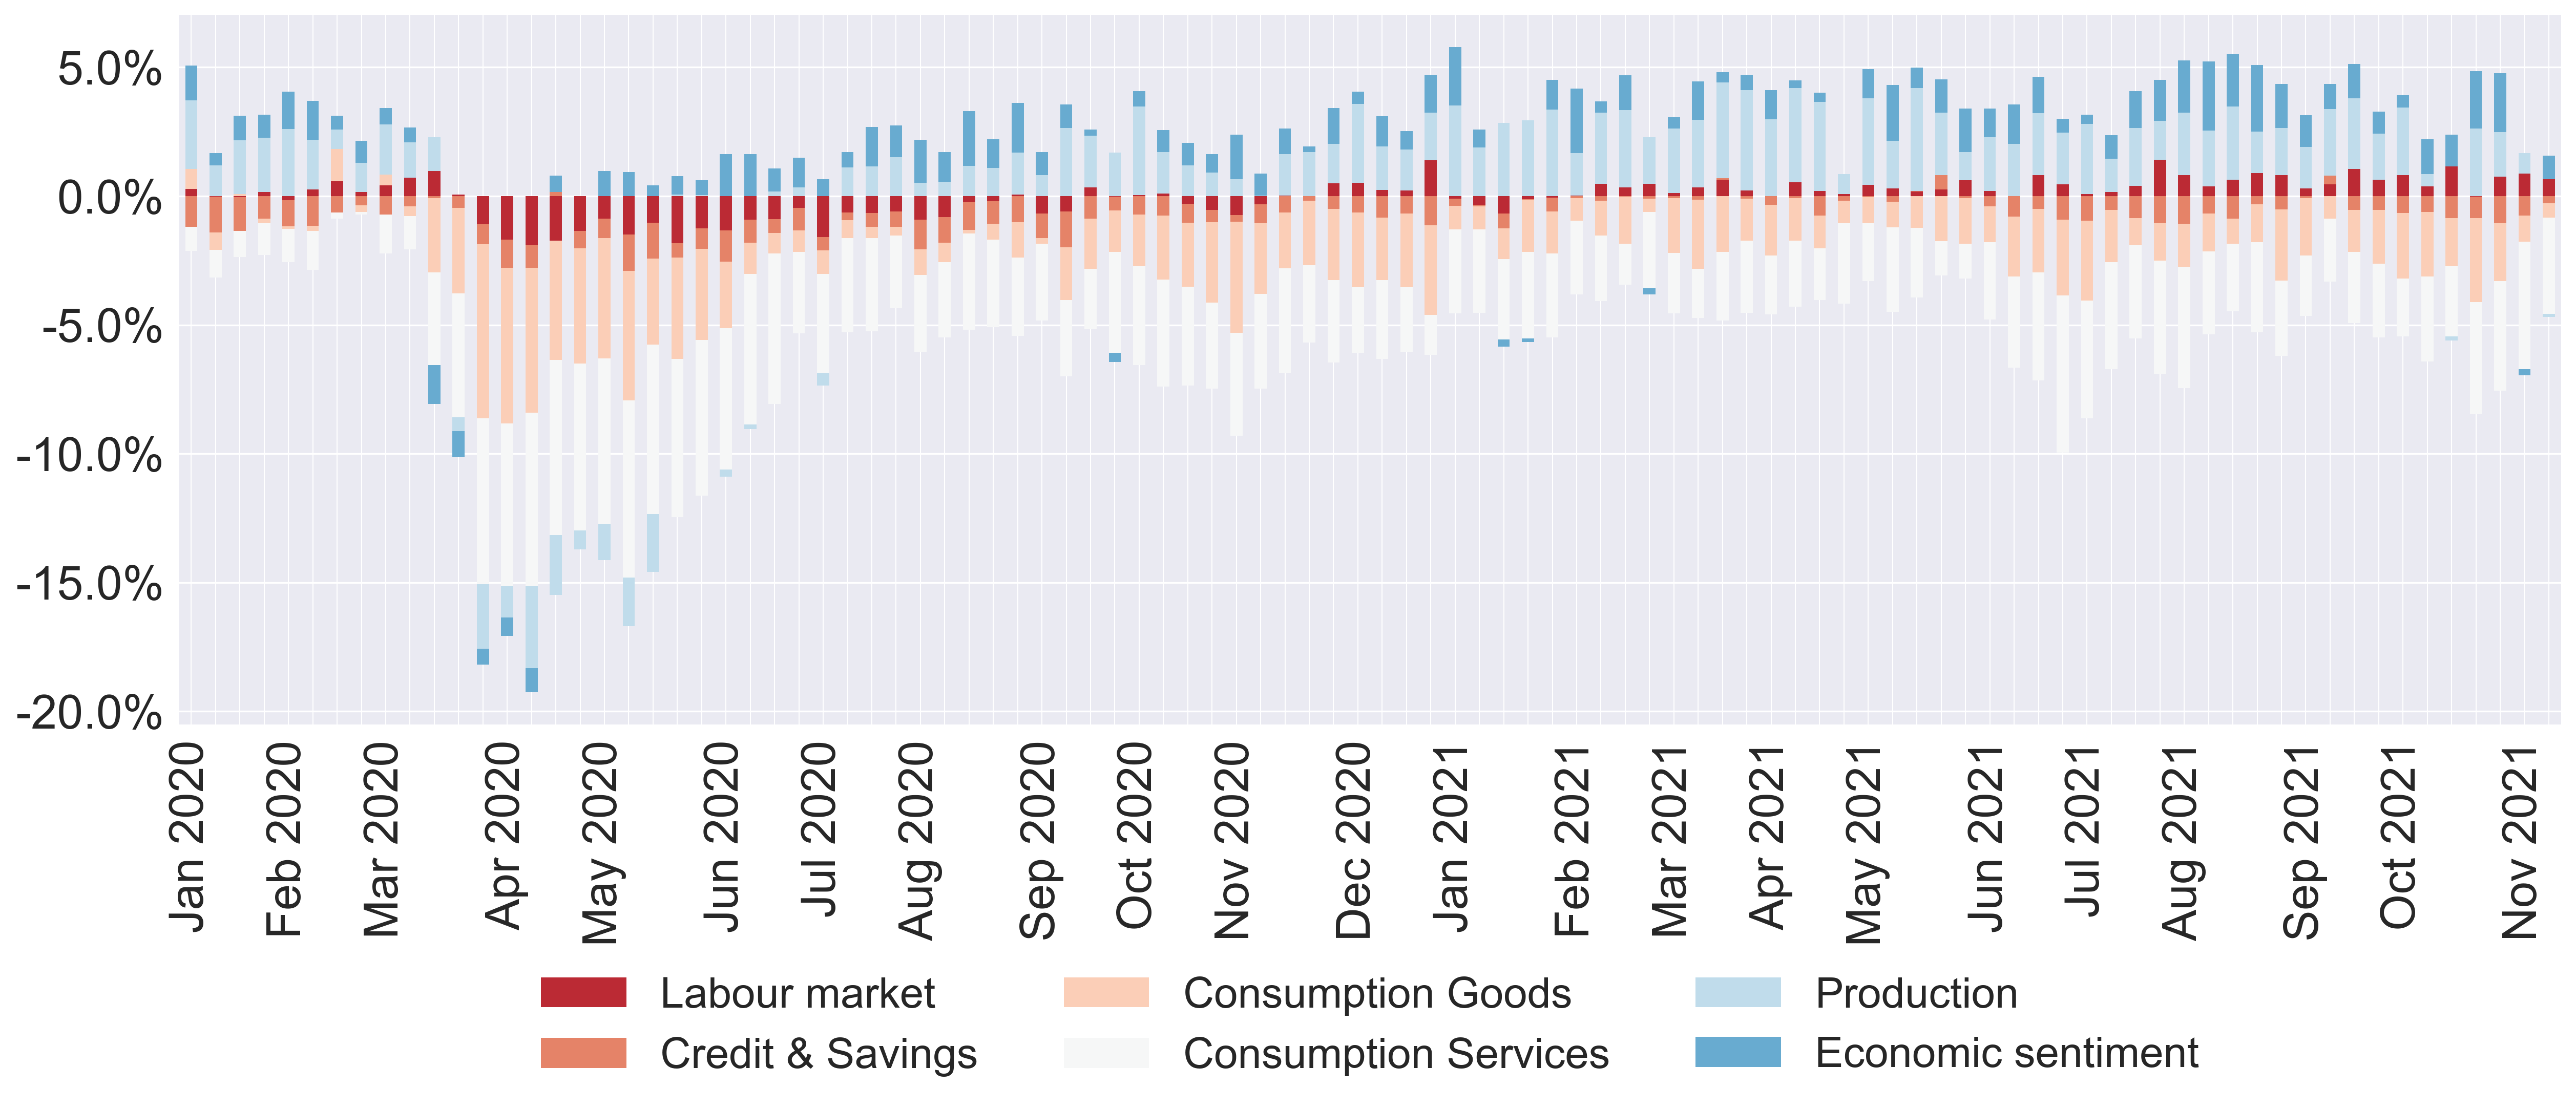 5.0%
0.0%
-5.0%
-10.0%
-15.0%
-20.0%
Jan 2020
Feb 2020
Mar 2020
Apr 2020
May 2020
Jun 2020
Jul 2020
Aug 2020
Sep 2020
Oct 2020
Nov 2020
Dec 2020
Jan 2021
Feb 2021
Mar 2021
Apr 2021
May 2021
Jun 2021
Jul 2021
Aug 2021
Sep 2021
Oct 2021
Nov 2021
Labour market
Consumption Goods
Production
Credit & Savings
Consumption Services
Economic sentiment